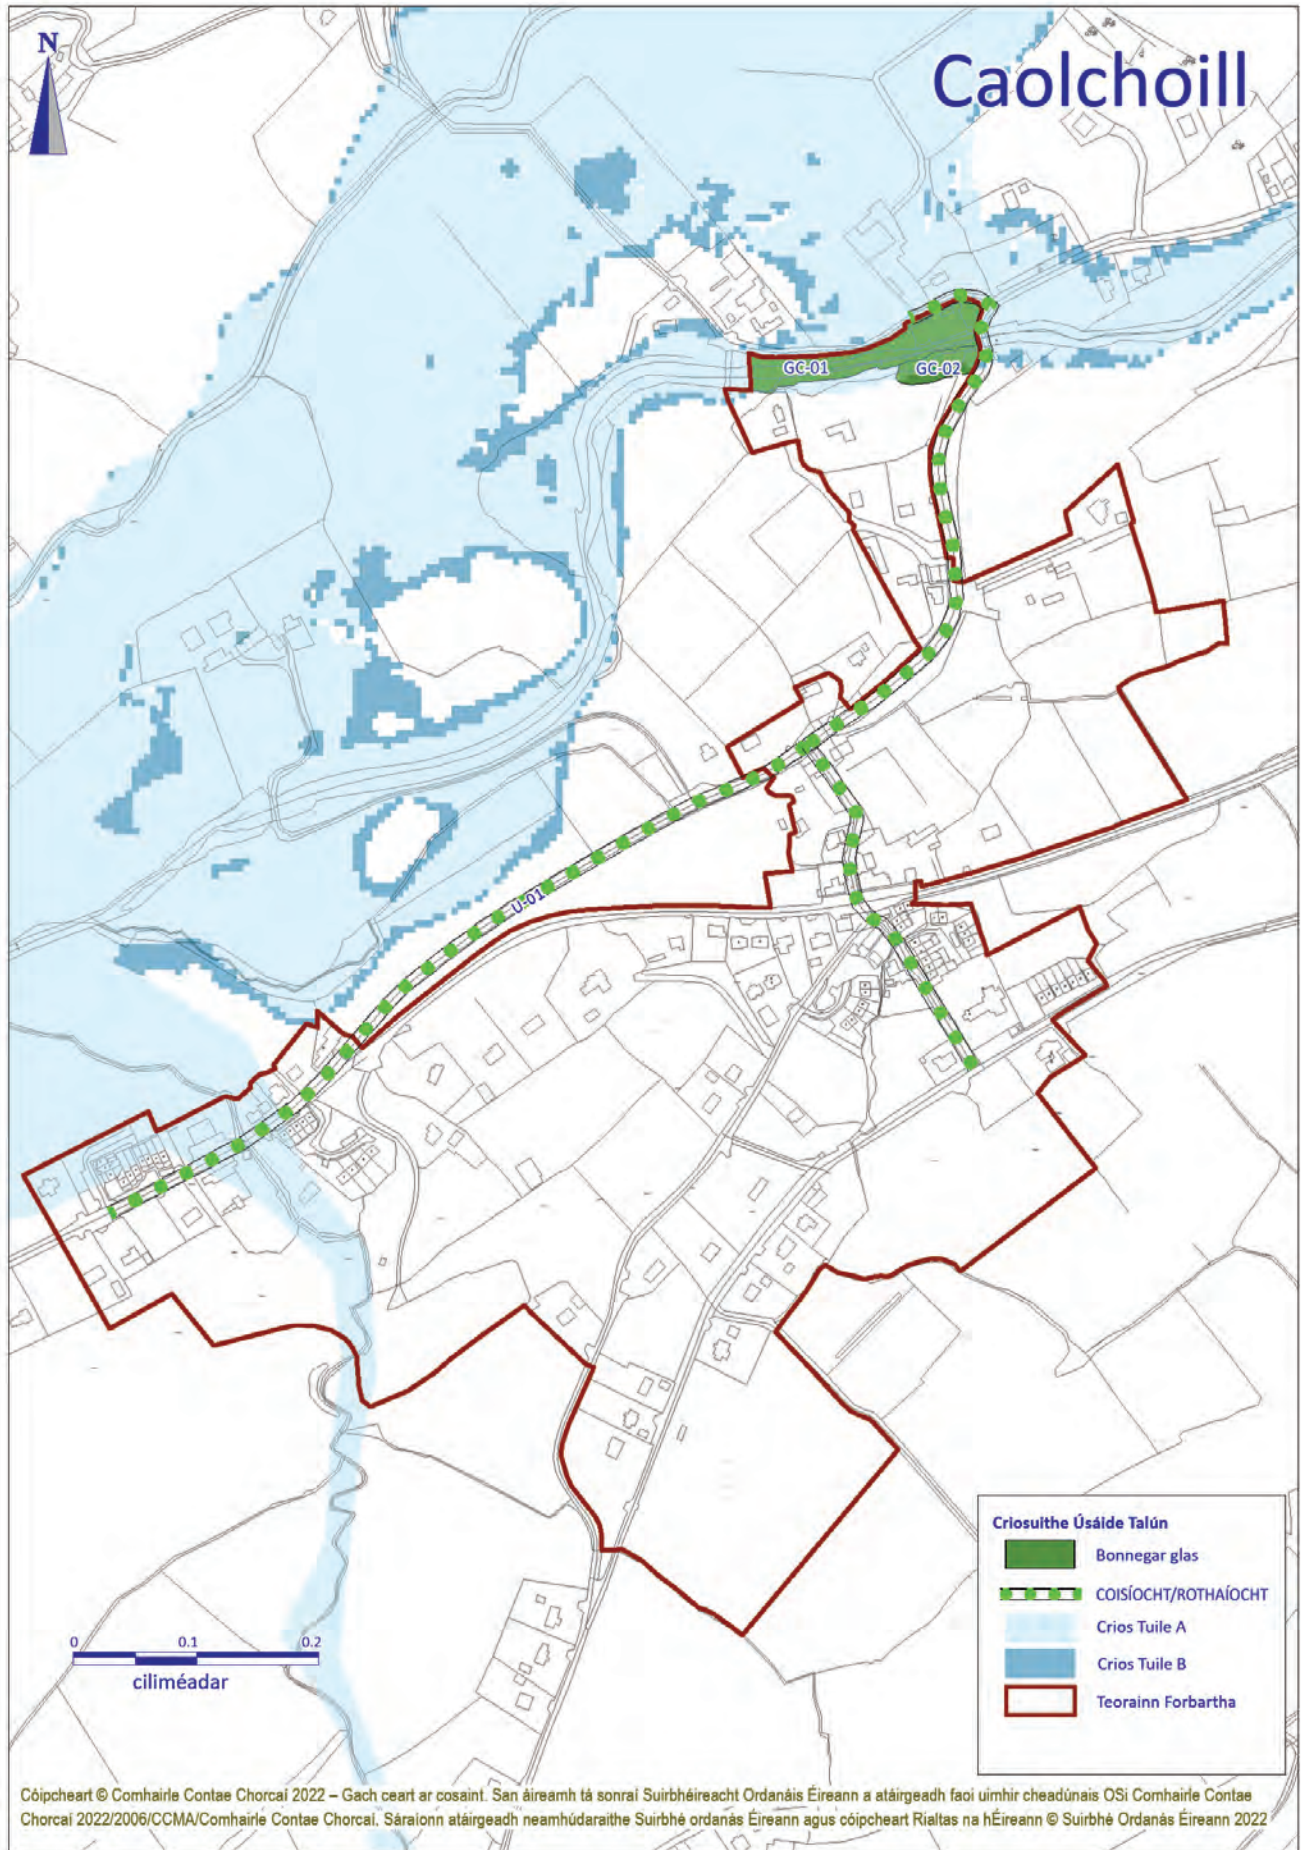 N
Caolchoill
GC-01
GC-02
U-01
Criosuithe Úsáide Talún
Bonnegar glas
COISÍOCHT/ROTHAÍOCHT
Crios Tuile A
Crios Tuile B
Teorainn Forbartha
0 0.1 0.2
ciliméadar
Cóipcheart © Comhairle Contae Chorcaí 2022 – Gach ceart ar cosaint. San áireamh tá sonraí Suirbhéireacht Ordanáis Éireann a atáirgeadh faoi uimhir cheadúnais OSi Comhairle Contae
Chorcaí 2022/2006/CCMA/Comhairle Contae Chorcaí. Sáraíonn atáirgeadh neamhúdaraithe Suirbhé ordanás Éireann agus cóipcheart Rialtas na hÉireann © Suirbhé Ordanás Éireann 2022